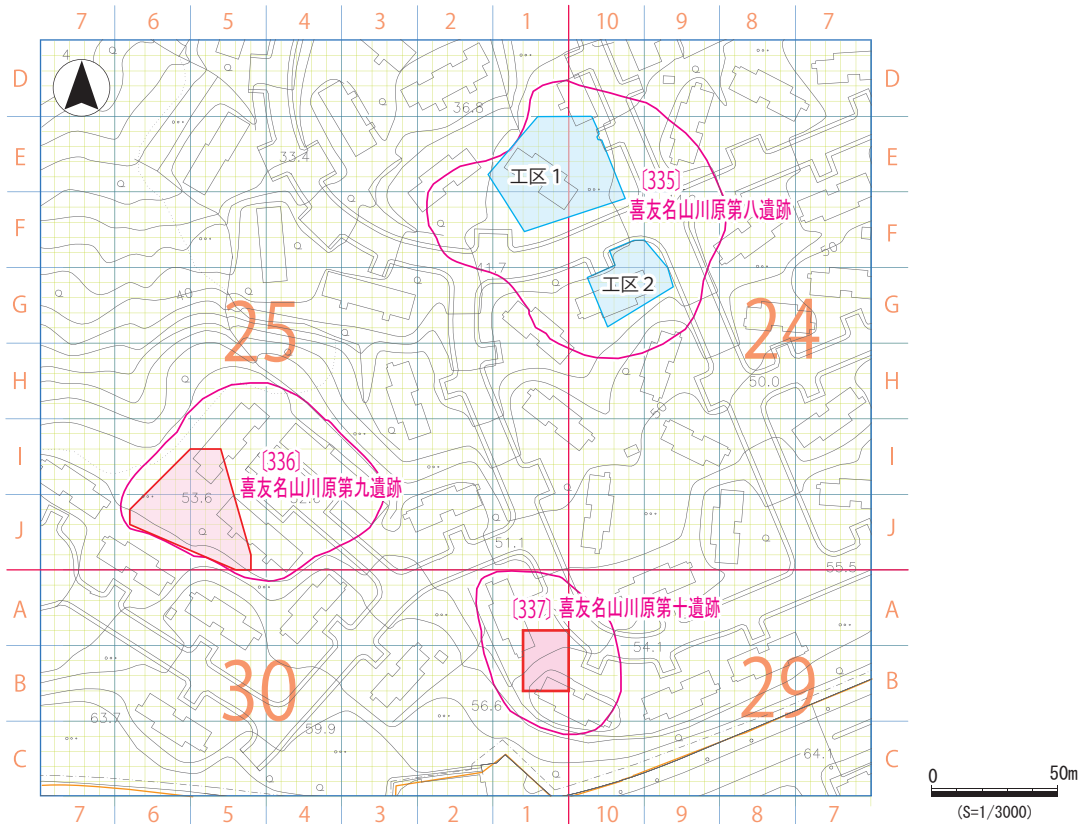 7 6 5 4 3 2 1 10 9 8 7
D D
4
36.8
E 33.4 工区 1 E
[335]
喜友名山川原第八遺跡
F F
50
41.7
工区 2
G 40 G
25 24
H 50 50.0 H
I [336] I
喜友名山川原第九遺跡
53.6
J 51.1 J
55.5
A [337] 喜友名山川原第十遺跡 A
54.1
B 30 29 B
63.7 56.6
59.9
C 64.1 C
7 6 5 4 3 2 1 10 9 8 7
0 50m
(S=1/3000)